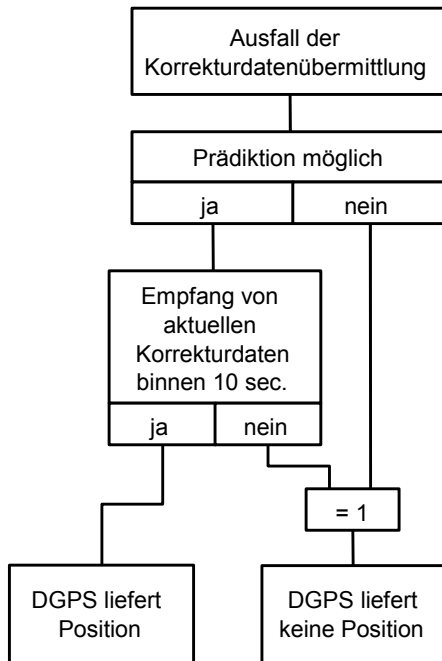 Ausfall der
Korrekturdatenübermittlung
Prädiktion möglich
ja
nein
Empfang von
aktuellen
Korrekturdaten
binnen 10 sec.
ja
nein
= 1
DGPS liefert
Position
DGPS liefert
keine Position